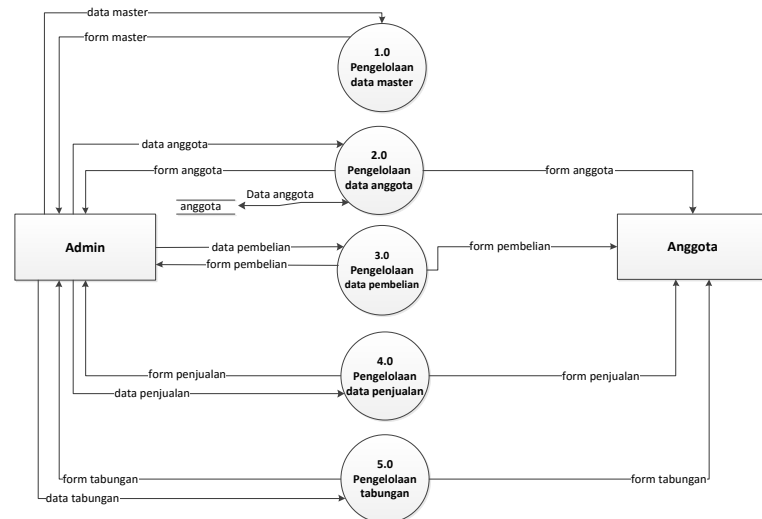 data master
form master
1.0
Pengelolaan
data master
data anggota
2.0
Pengelolaan
data anggota
form anggota
form anggota
Data anggota
anggota
Admin
data pembelian
form pembelian
3.0
Pengelolaan
data pembelian
form pembelian
Anggota
form penjualan
data penjualan
4.0
Pengelolaan
data penjualan
form penjualan
form tabungan
data tabungan
5.0
Pengelolaan
tabungan
form tabungan